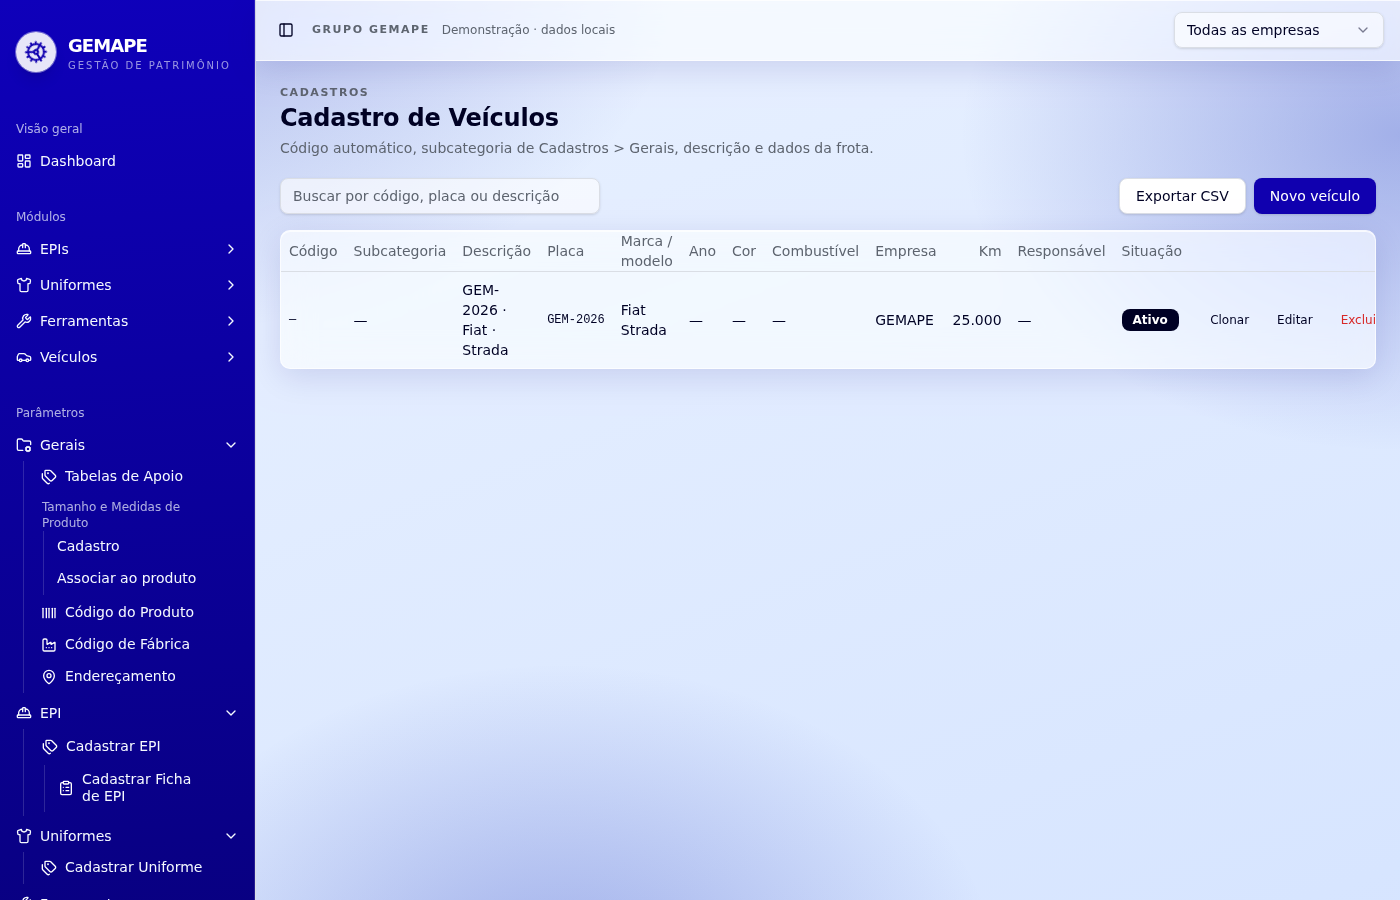 GEMAPE
GESTÃO DE PATRIMÔNIO
Visão geral
Dashboard
Módulos
EPIs
Uniformes
Ferramentas
Veículos
Parâmetros
Gerais
Tabelas de Apoio
Tamanho e Medidas de
Produto
Cadastro
Associar ao produto
Código do Produto
Código de Fábrica
Endereçamento
EPI
Cadastrar EPI
Cadastrar Ficha
de EPI
Uniformes
Cadastrar Uniforme
GRUPO GEMAPE Demonstração · dados locais
Todas as empresas
CADASTROS
Cadastro de Veículos
Código automático, subcategoria de Cadastros > Gerais, descrição e dados da frota.
Buscar por código, placa ou descrição
Exportar CSV
Novo veículo
Código Subcategoria Descrição Placa Marca / modelo Ano Cor Combustível Empresa Km Responsável Situação
— — GEM-2026 · Fiat · Strada GEM-2026 Fiat Strada — — — GEMAPE 25.000 — Ativo Clonar Editar Exclui